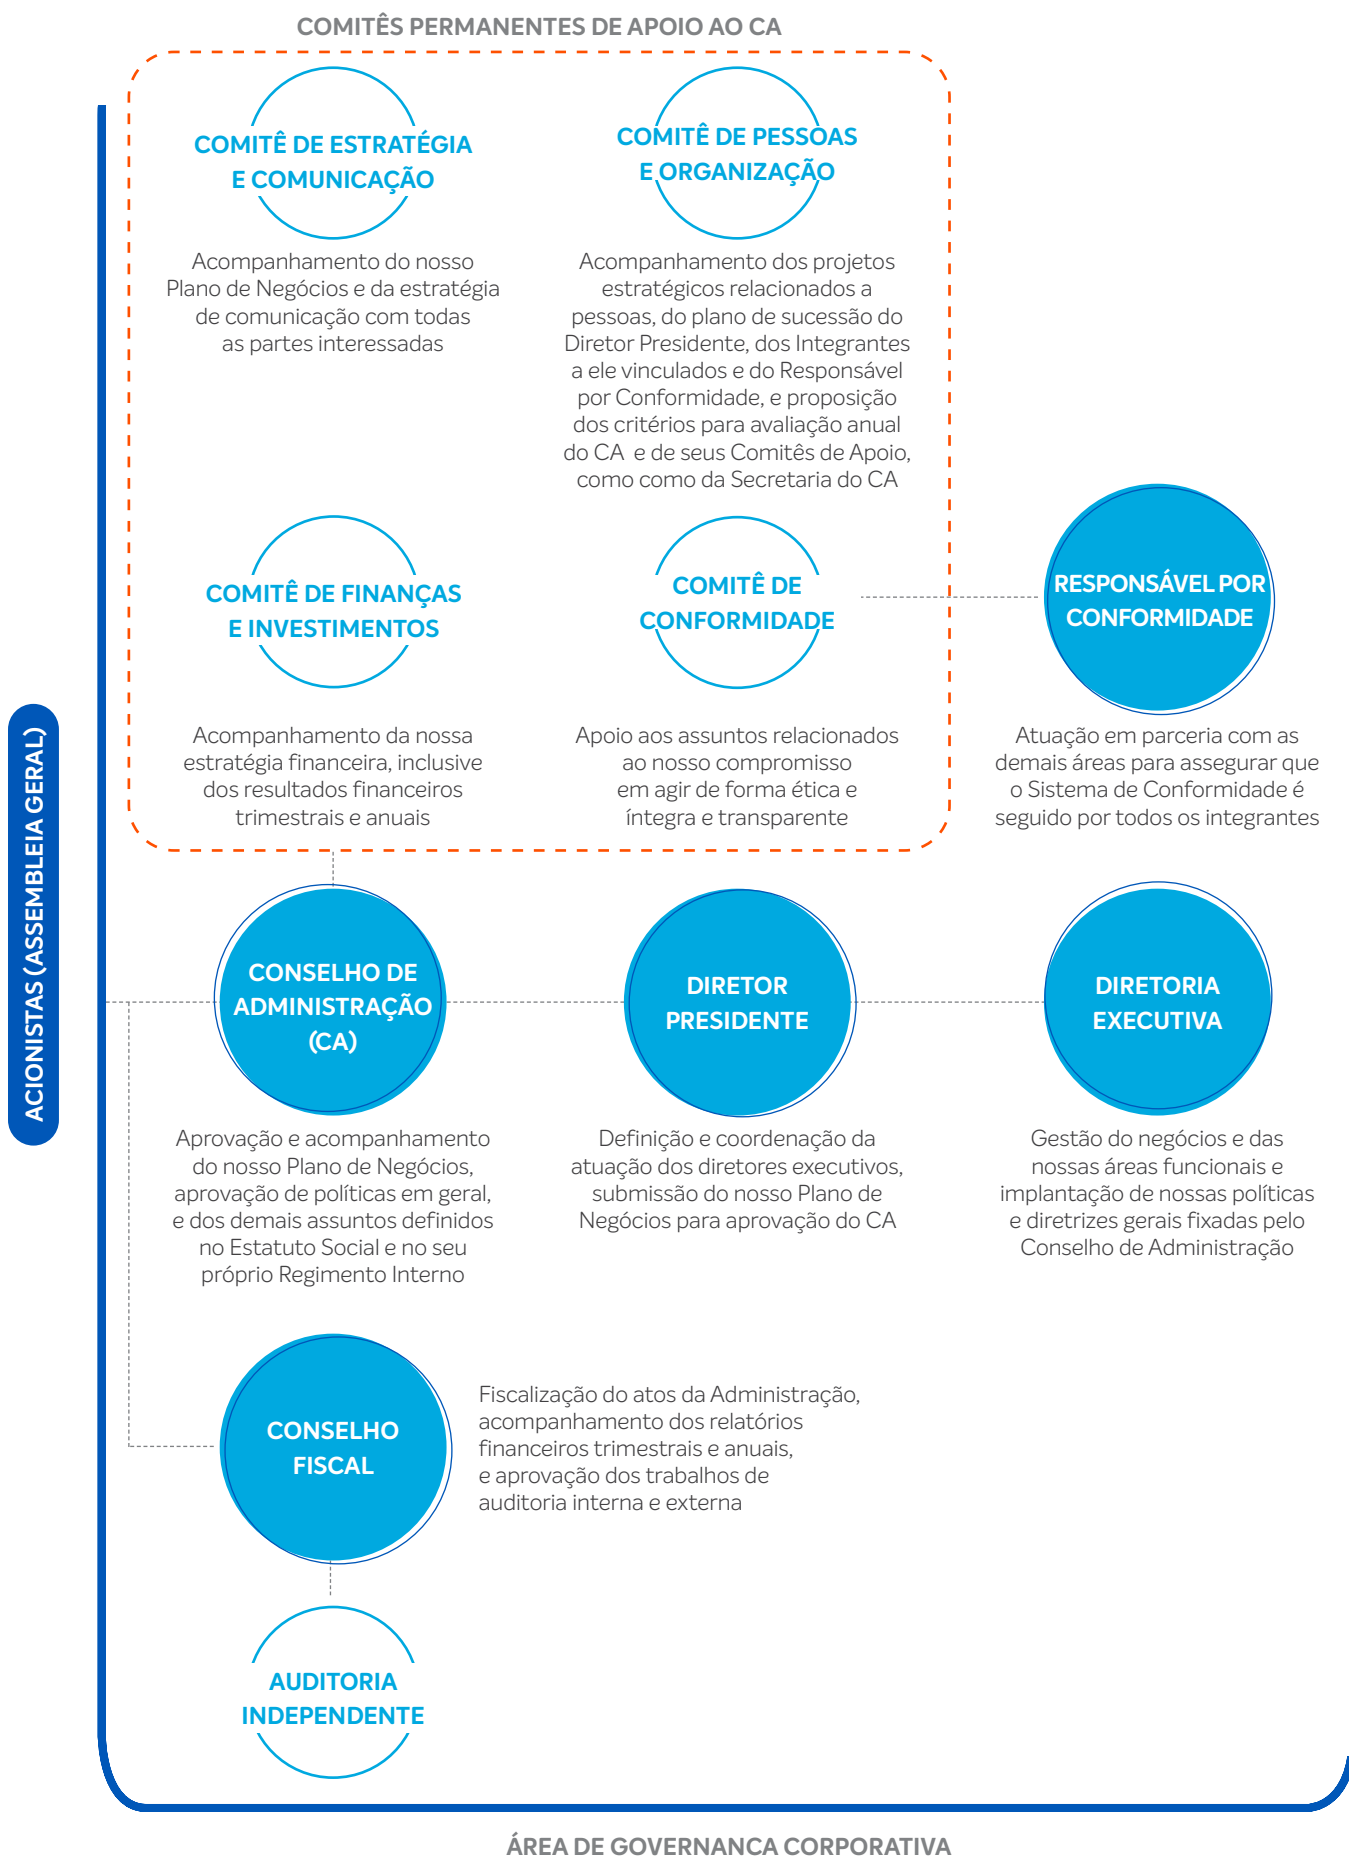 COMITÊS PERMANENTES DE APOIO AO CA
COMITÊ DE ESTRATÉGIA
E COMUNICAÇÃO
Acompanhamento do nosso
Plano de Negócios e da estratégia
de comunicação com todas
as partes interessadas
COMITÊ DE PESSOAS
E ORGANIZAÇÃO
Acompanhamento dos projetos
estratégicos relacionados a
pessoas, do plano de sucessão do
Diretor Presidente, dos Integrantes
a ele vinculados e do Responsável
por Conformidade, e proposição
dos critérios para avaliação anual
do CA e de seus Comitês de Apoio,
como como da Secretaria do CA
COMITÊ DE FINANÇAS
E INVESTIMENTOS
Acompanhamento da nossa
estratégia financeira, inclusive
dos resultados financeiros
trimestrais e anuais
COMITÊ DE
CONFORMIDADE
Apoio aos assuntos relacionados
ao nosso compromisso
em agir de forma ética e
íntegra e transparente
RESPONSÁVEL POR
CONFORMIDADE
Atuação em parceria com as
demais áreas para assegurar que
o Sistema de Conformidade é
seguido por todos os integrantes
ACIONISTAS (ASSEMBLEIA GERAL)
CONSELHO DE
ADMINISTRAÇÃO
(CA)
Aprovação e acompanhamento
do nosso Plano de Negócios,
aprovação de políticas em geral,
e dos demais assuntos definidos
no Estatuto Social e no seu
próprio Regimento Interno
DIRETOR
PRESIDENTE
Definição e coordenação da
atuação dos diretores executivos,
submissão do nosso Plano de
Negócios para aprovação do CA
DIRETORIA
EXECUTIVA
Gestão do negócios e das
nossas áreas funcionais e
implantação de nossas políticas
e diretrizes gerais fixadas pelo
Conselho de Administração
CONSELHO
FISCAL
Fiscalização do atos da Administração,
acompanhamento dos relatórios
financeiros trimestrais e anuais,
e aprovação dos trabalhos de
auditoria interna e externa
AUDITORIA
INDEPENDENTE
ÁREA DE GOVERNANCA CORPORATIVA